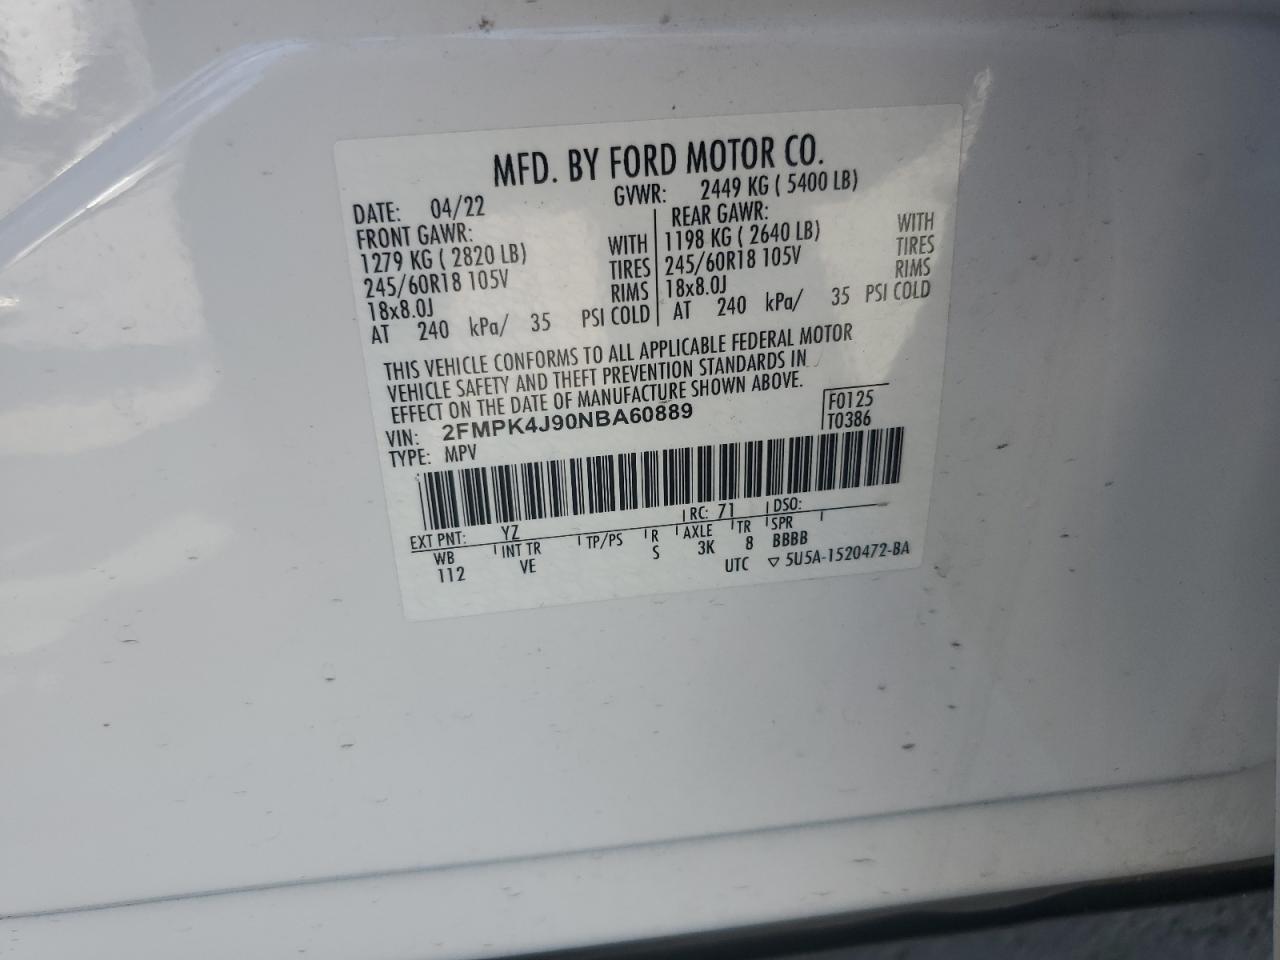 MFD. BY FORD MOTOR CO.
DATE: 04/22 GVWR: 2449 KG ( 5400 LB)
FRONT GAWR: REAR GAWR:
1279 KG ( 2820 LB) WITH 1198 KG ( 2640 LB) WITH
245/60R18 105V TIRES 245/60R18 105V TIRES
18x8.0J RIMS 18x8.0J RIMS
AT 240 kPa/ 35 PSI COLD AT 240 kPa/ 35 PSI COLD
THIS VEHICLE CONFORMS TO ALL APPLICABLE FEDERAL MOTOR
VEHICLE SAFETY AND THEFT PREVENTION STANDARDS IN
EFFECT ON THE DATE OF MANUFACTURE SHOWN ABOVE.
VIN: 2FMPK4J90NBA60889 F0125
TYPE: MPV T0386
EXT PNT: YZ RC: 71 DSO:
WB INT TR TP/PS R AXLE TR SPR
112 VE S 3K 8 BBBB
UTC ▽ 5U5A-1520472-BA